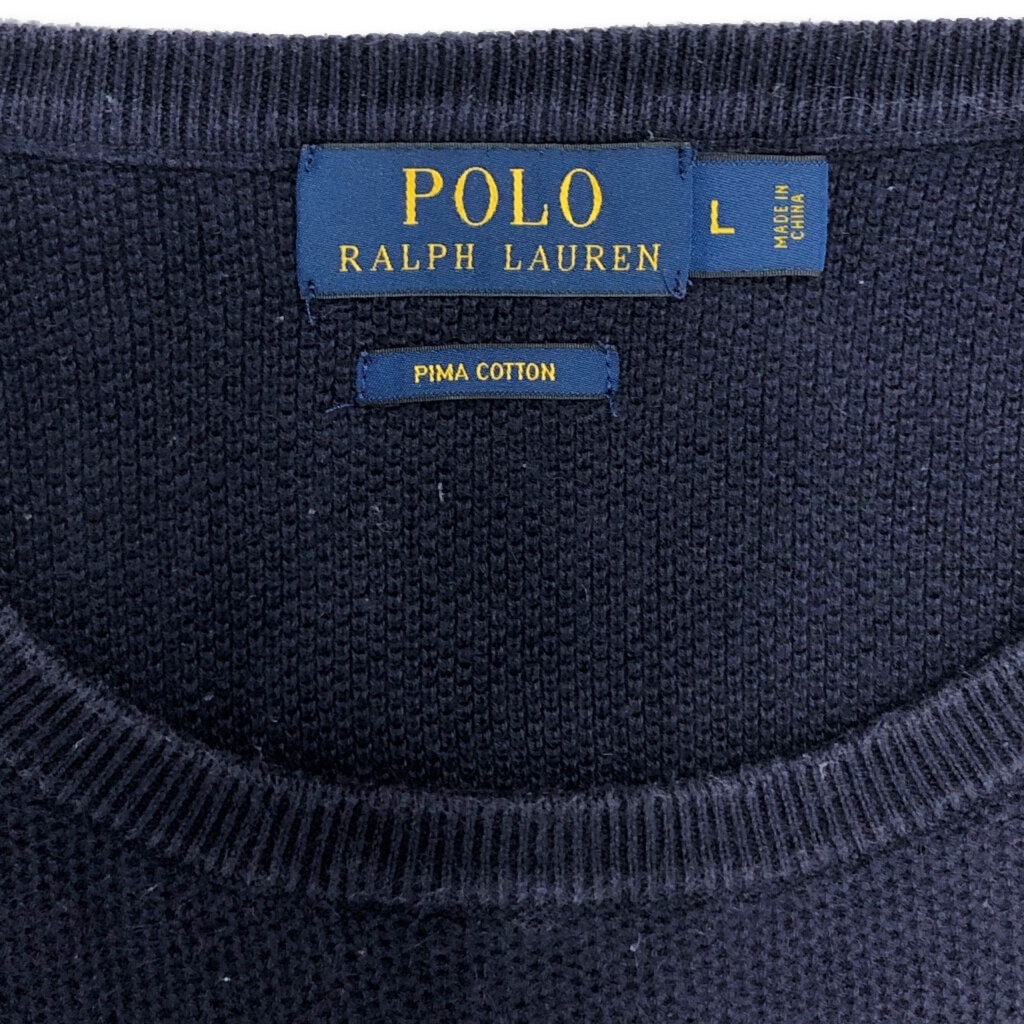 POLO
RALPH LAUREN
L
MADE IN
CHINA
PIMA COTTON